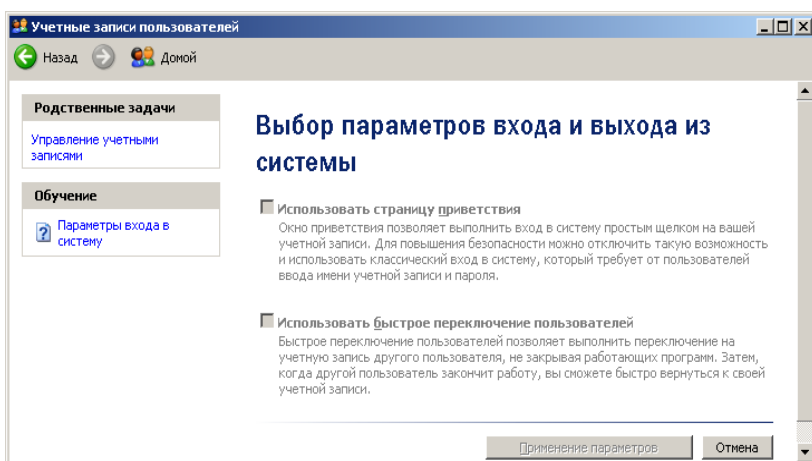 Учетные записи пользователей
Назад
Домой
Родственные задачи
Управление учетными
записями
Обучение
Параметры входа в
систему
Выбор параметров входа и выхода из
системы
Использовать страницу приветствия
Окно приветствия позволяет выполнить вход в систему простым щелком на вашей
учетной записи. Для повышения безопасности можно отключить такую возможность
и использовать классический вход в систему, который требует от пользователей
ввода имени учетной записи и пароля.
Использовать быстрое переключение пользователей
Быстрое переключение пользователей позволяет выполнить переключение на
учетную запись другого пользователя, не закрывая работающих программ. Затем,
когда другой пользователь закончит работу, вы сможете быстро вернуться к своей
учетной записи.
Применение параметров
Отмена